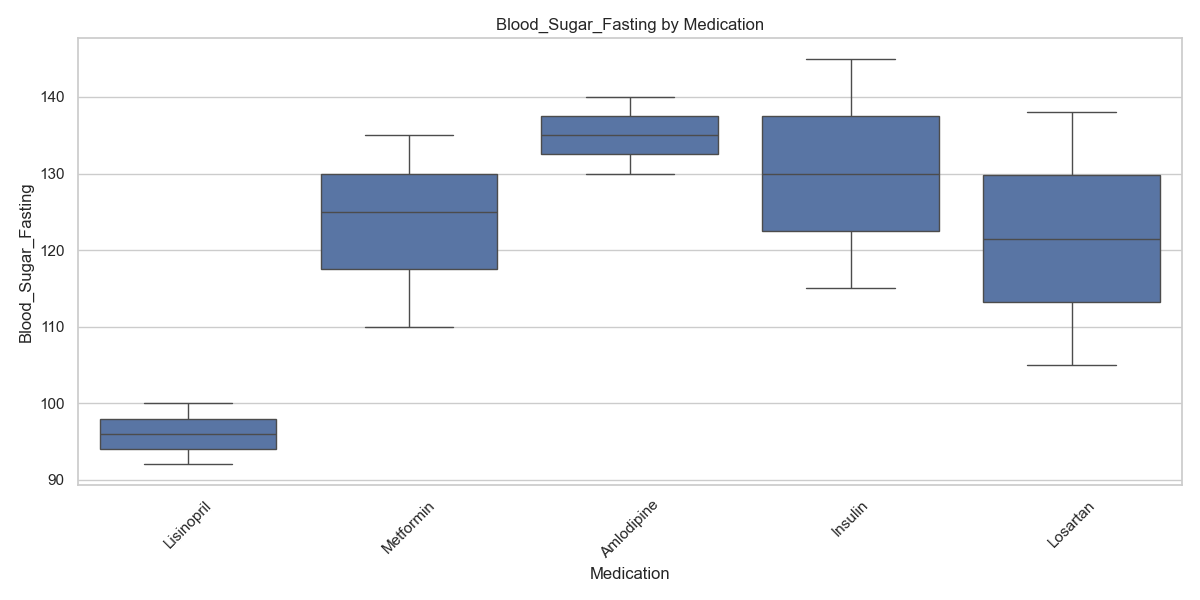 Blood_Sugar_Fasting by Medication
Blood_Sugar_Fasting
140
130
120
110
100
90
Lisinopril
Metformin
Amlodipine
Insulin
Losartan
Medication